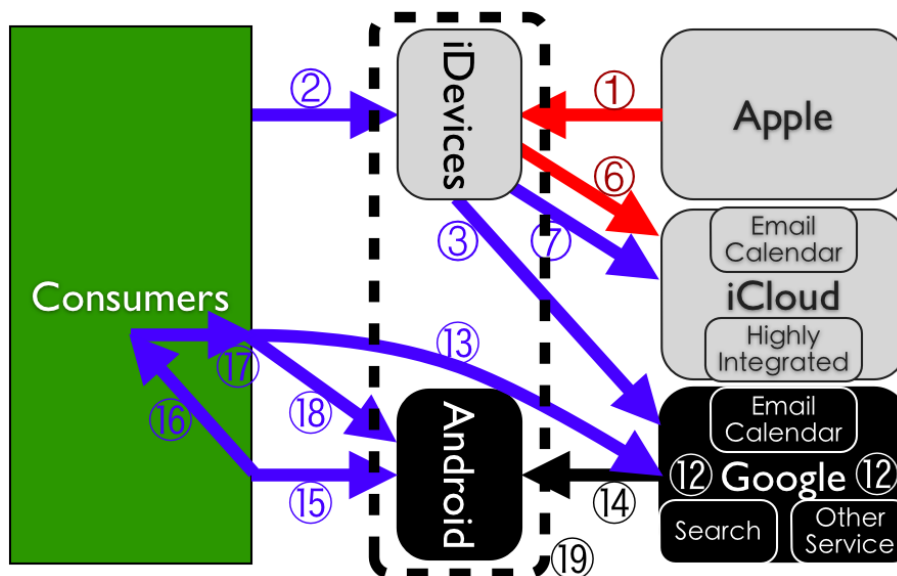 ②
iDevices
①
Apple
⑥
③
⑦
Email
Calendar
iCloud
Highly
Integrated
Consumers
⑰
⑬
⑯
⑱
Android
Email
Calendar
⑫ Google ⑫
⑮
⑭
Search
Other
Service
⑲